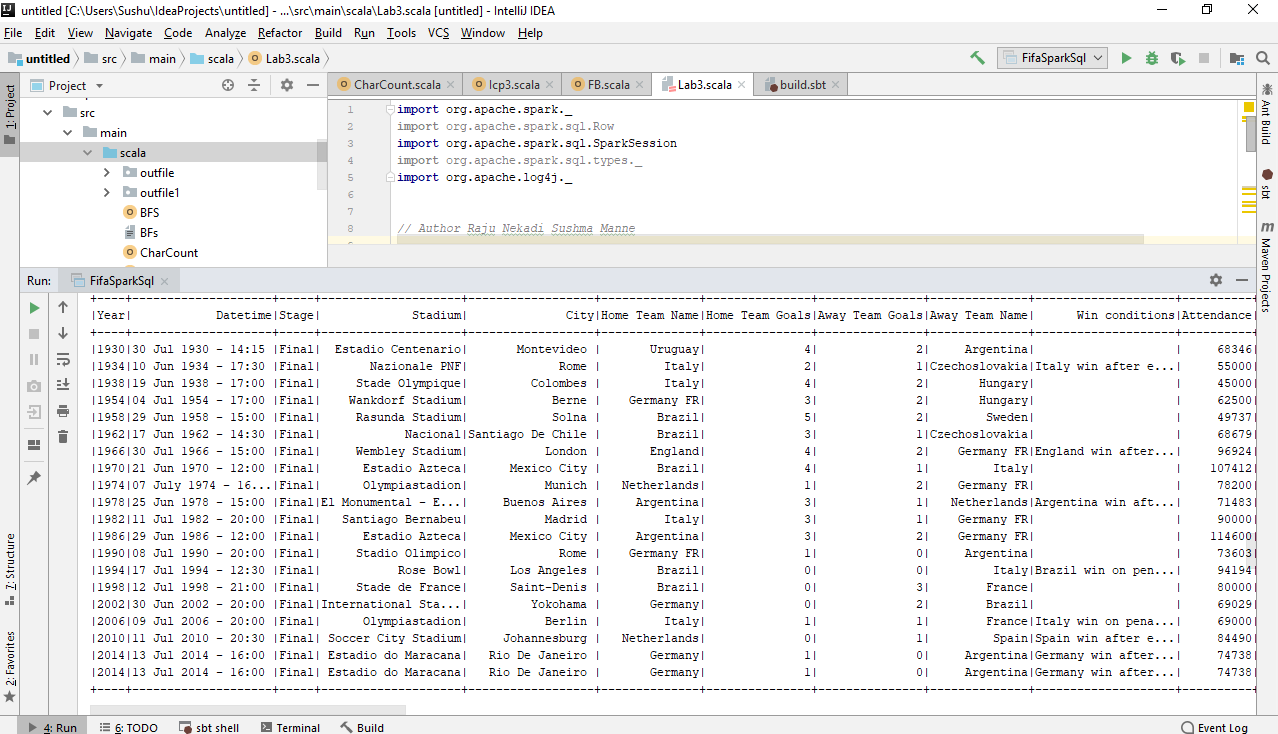 untitled [C:\Users\Sushu\IdeaProjects\untitled] - ...\src\main\scala\Lab3.scala [untitled] - IntelliJ IDEA
File Edit View Navigate Code Analyze Refactor Build Run Tools VCS Window Help
untitled src main scala Lab3.scala FifaSparkSql
1: Project
Project
src
main
scala
outfile
outfile1
BFS
BFs
CharCount
CharCount.scala lcp3.scala FB.scala Lab3.scala build.sbt
1 import org.apache.spark._
2 import org.apache.spark.sql.Row
3 import org.apache.spark.sql.SparkSession
4 import org.apache.spark.sql.types._
5 import org.apache.log4j._
6
7
8 // Author Raju Nekadi Sushma Manne
Ant Build
sbt
Maven Projects
Run: FifaSparkSql
+----+--------------------+-----+--------------------+------------------+--------------+---------------+---------------+--------------+--------------------+----------+
|Year| Datetime|Stage| Stadium| City|Home Team Name|Home Team Goals|Away Team Goals|Away Team Name| Win conditions|Attendance|
+----+--------------------+-----+--------------------+------------------+--------------+---------------+---------------+--------------+--------------------+----------+
|1930|30 Jul 1930 - 14:15 |Final| Estadio Centenario| Montevideo | Uruguay| 4| 2| Argentina| | 68346|
|1934|10 Jun 1934 - 17:30 |Final| Nazionale PNF| Rome | Italy| 2| 1|Czechoslovakia|Italy win after e...| 55000|
|1938|19 Jun 1938 - 17:00 |Final| Stade Olympique| Colombes | Italy| 4| 2| Hungary| | 45000|
|1954|04 Jul 1954 - 17:00 |Final| Wankdorf Stadium| Berne | Germany FR| 3| 2| Hungary| | 62500|
|1958|29 Jun 1958 - 15:00 |Final| Rasunda Stadium| Solna | Brazil| 5| 2| Sweden| | 49737|
|1962|17 Jun 1962 - 14:30 |Final| Nacional|Santiago De Chile | Brazil| 3| 1|Czechoslovakia| | 68679|
|1966|30 Jul 1966 - 15:00 |Final| Wembley Stadium| London | England| 4| 2| Germany FR|England win after...| 96924|
|1970|21 Jun 1970 - 12:00 |Final| Estadio Azteca| Mexico City | Brazil| 4| 1| Italy| | 107412|
|1974|07 July 1974 - 16...|Final| Olympiastadion| Munich | Netherlands| 1| 2| Germany FR| | 78200|
|1978|25 Jun 1978 - 15:00 |Final|El Monumental - E...| Buenos Aires | Argentina| 3| 1| Netherlands|Argentina win aft...| 71483|
|1982|11 Jul 1982 - 20:00 |Final| Santiago Bernabeu| Madrid | Italy| 3| 1| Germany FR| | 90000|
|1986|29 Jun 1986 - 12:00 |Final| Estadio Azteca| Mexico City | Argentina| 3| 2| Germany FR| | 114600|
|1990|08 Jul 1990 - 20:00 |Final| Stadio Olimpico| Rome | Germany FR| 1| 0| Argentina| | 73603|
|1994|17 Jul 1994 - 12:30 |Final| Rose Bowl| Los Angeles | Brazil| 0| 0| Italy|Brazil win on pen...| 94194|
|1998|12 Jul 1998 - 21:00 |Final| Stade de France| Saint-Denis | Brazil| 0| 3| France| | 80000|
|2002|30 Jun 2002 - 20:00 |Final|International Sta...| Yokohama | Germany| 0| 2| Brazil| | 69029|
|2006|09 Jul 2006 - 20:00 |Final| Olympiastadion| Berlin | Italy| 1| 1| France|Italy win on pena...| 69000|
|2010|11 Jul 2010 - 20:30 |Final| Soccer City Stadium| Johannesburg | Netherlands| 0| 1| Spain|Spain win after e...| 84490|
|2014|13 Jul 2014 - 16:00 |Final| Estadio do Maracana| Rio De Janeiro | Germany| 1| 0| Argentina|Germany win after...| 74738|
|2014|13 Jul 2014 - 16:00 |Final| Estadio do Maracana| Rio De Janeiro | Germany| 1| 0| Argentina|Germany win after...| 74738|
+----+--------------------+-----+--------------------+------------------+--------------+---------------+---------------+--------------+--------------------+----------+
7: Structure
2: Favorites
4: Run 6: TODO sbt shell Terminal Build Event Log